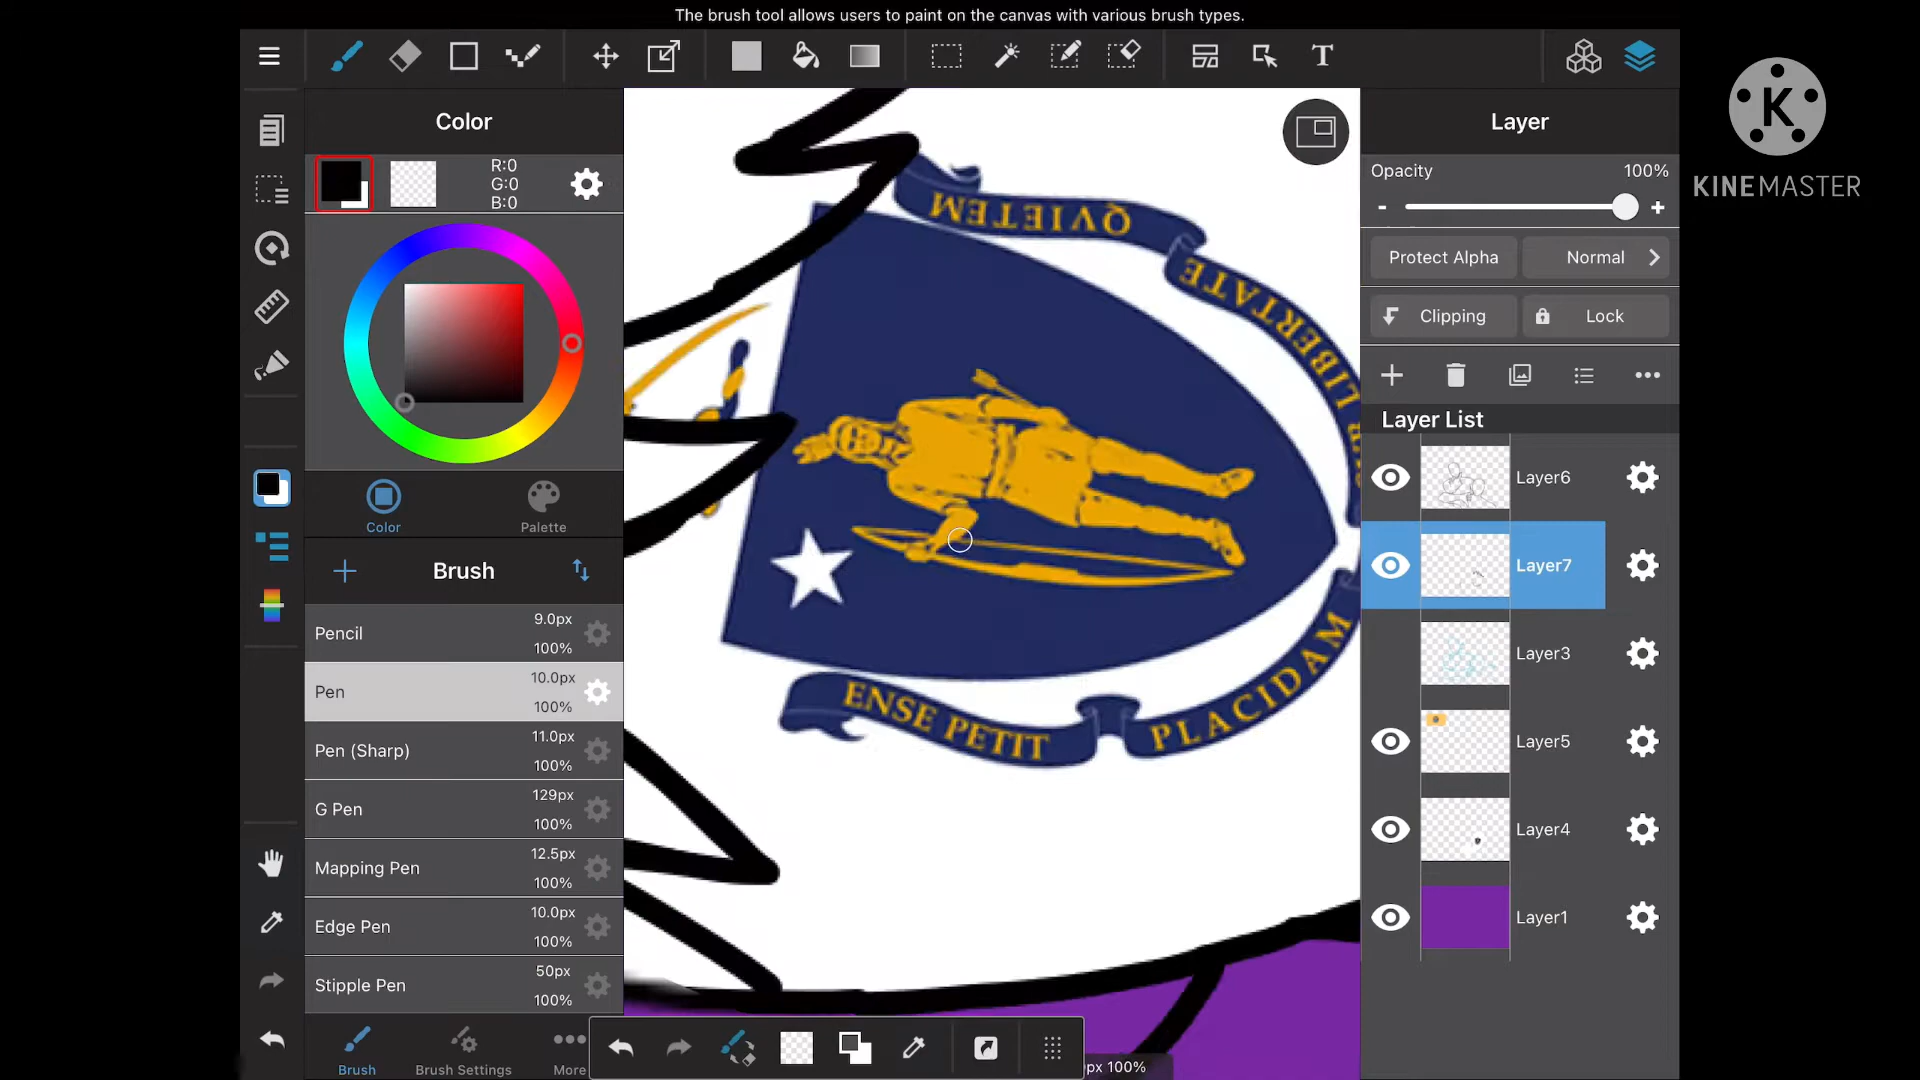 The brush tool allows users to paint on the canvas with various brush types.
Color
R:0
G:0
B:0
Color
Palette
Brush
Pencil
9.0px
100%
Pen
10.0px
100%
Pen (Sharp)
11.0px
100%
G Pen
129px
100%
Mapping Pen
12.5px
100%
Edge Pen
10.0px
100%
Stipple Pen
50px
100%
Brush
Brush Settings
More
ENSE PETIT
PLACIDAM
LIBERTATE
QVIETEM
px 100%
Layer
Opacity
100%
-
+
Protect Alpha
Normal
Clipping
Lock
Layer List
Layer6
Layer7
Layer3
Layer5
Layer4
Layer1
K
KINEMASTER